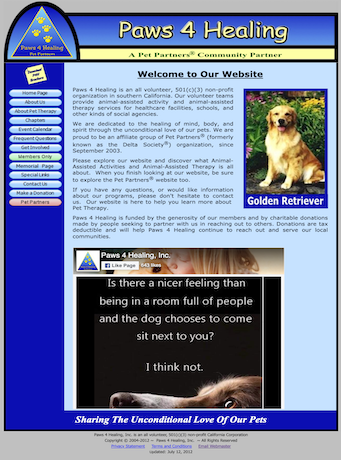 Paws 4 Healing
Pet Partners
Paws 4 Healing
A Pet Partners® Community Partner
Welcome to Our Website
Home Page
About Us
About Pet Therapy
Chapters
Event Calendar
Frequent Questions
Get Involved
Members Only
Memorial Page
Special Links
Contact Us
Make a Donation
Pet Partners
Paws 4 Healing is an all volunteer, 501(c)(3) non-profit
organization in southern California. Our volunteer teams
provide animal-assisted activity and animal-assisted
therapy services for healthcare facilities, schools, and
other kinds of social agencies.
We are dedicated to the healing of mind, body, and
spirit through the unconditional love of our pets. We are
proud to be an affiliate group of Pet Partners® (formerly
known as the Delta Society®) organization, since
September 2003.
Please explore our website and discover what Animal-
Assisted Activities and Animal-Assisted Therapy is all
about. When you finish looking at our website, be sure
to explore the Pet Partners® website too.
If you have any questions, or would like information
about our programs, please don't hesitate to contact
us. Our website is here to help you learn more about
Pet Therapy.
Golden Retriever
Paws 4 Healing is funded by the generosity of our members and by charitable donations
made by people seeking to partner with us in reaching out to others. Donations are tax
deductible and will help Paws 4 Healing continue to reach out and serve our local
communities.
Paws 4 Healing, Inc.
Like Page 643 likes
Is there a nicer feeling than
being in a room full of people
and the dog chooses to come
sit next to you?
I think not.
Sharing The Unconditional Love Of Our Pets
Paws 4 Healing, Inc. is an all volunteer, 501(c)(3) non-profit California Corporation
Copyright © 2004-2012 ~ Paws 4 Healing, Inc. ~ All Rights Reserved
Privacy Statement Terms and Conditions Email Webmaster
updated: July 12, 2012